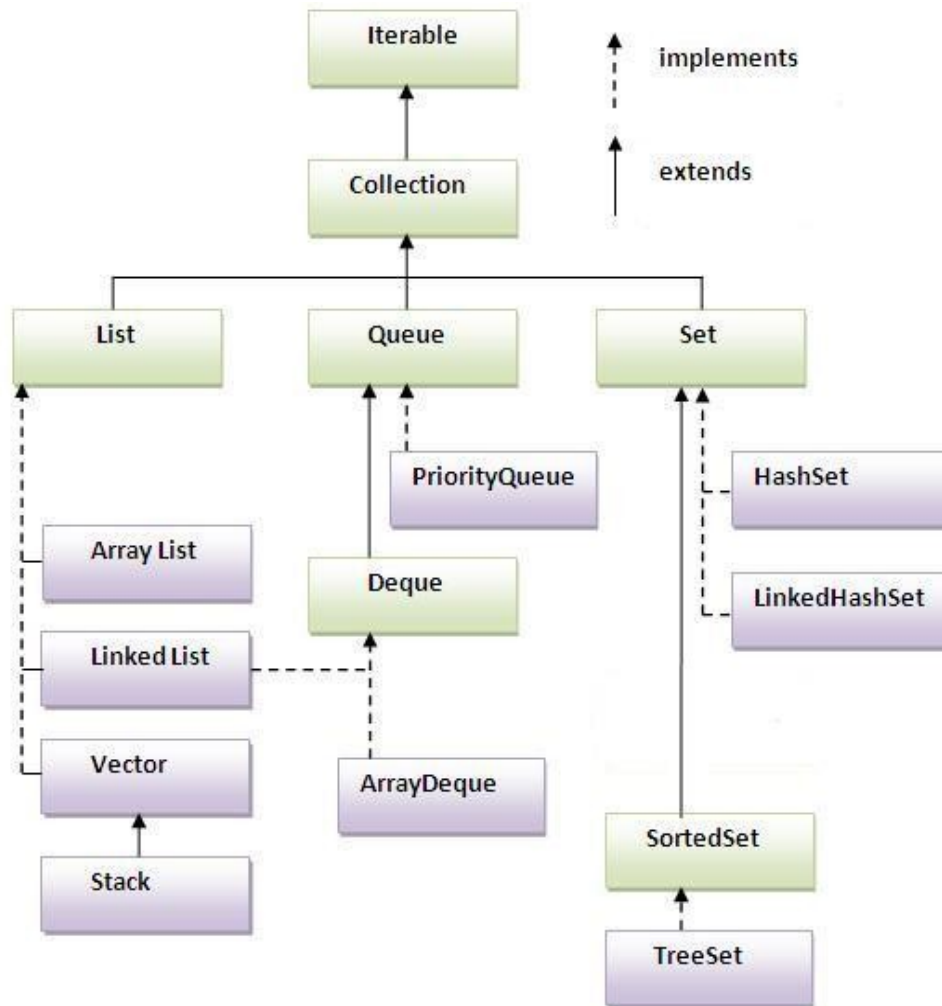 Iterable
implements
extends
Collection
List
Queue
Set
PriorityQueue
HashSet
Array List
Deque
LinkedHashSet
Linked List
Vector
ArrayDeque
SortedSet
Stack
TreeSet